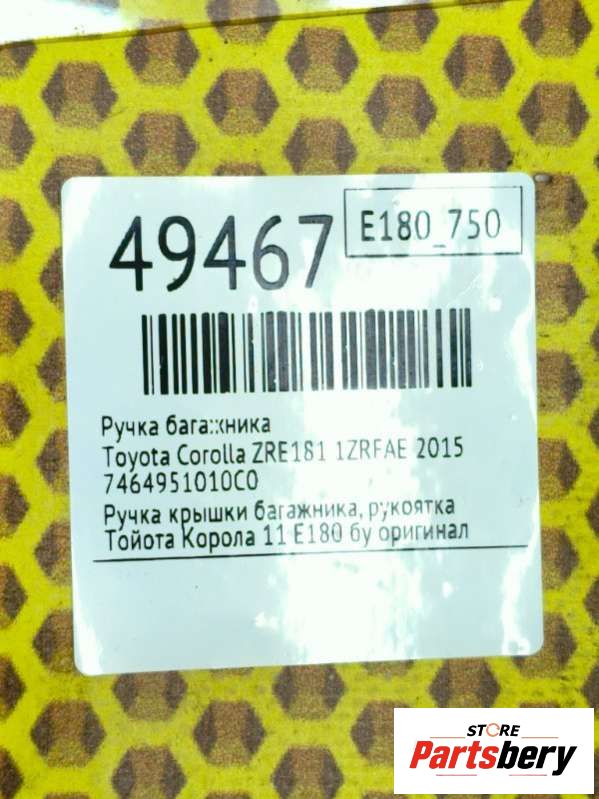 49467
E180_750
Ручка багажника
Toyota Corolla ZRE181 1ZRFAE 2015
7464951010C0
Ручка крышки багажника, рукоятка
Тойота Корола 11 E180 бу оригинал
STORE
Partsbery